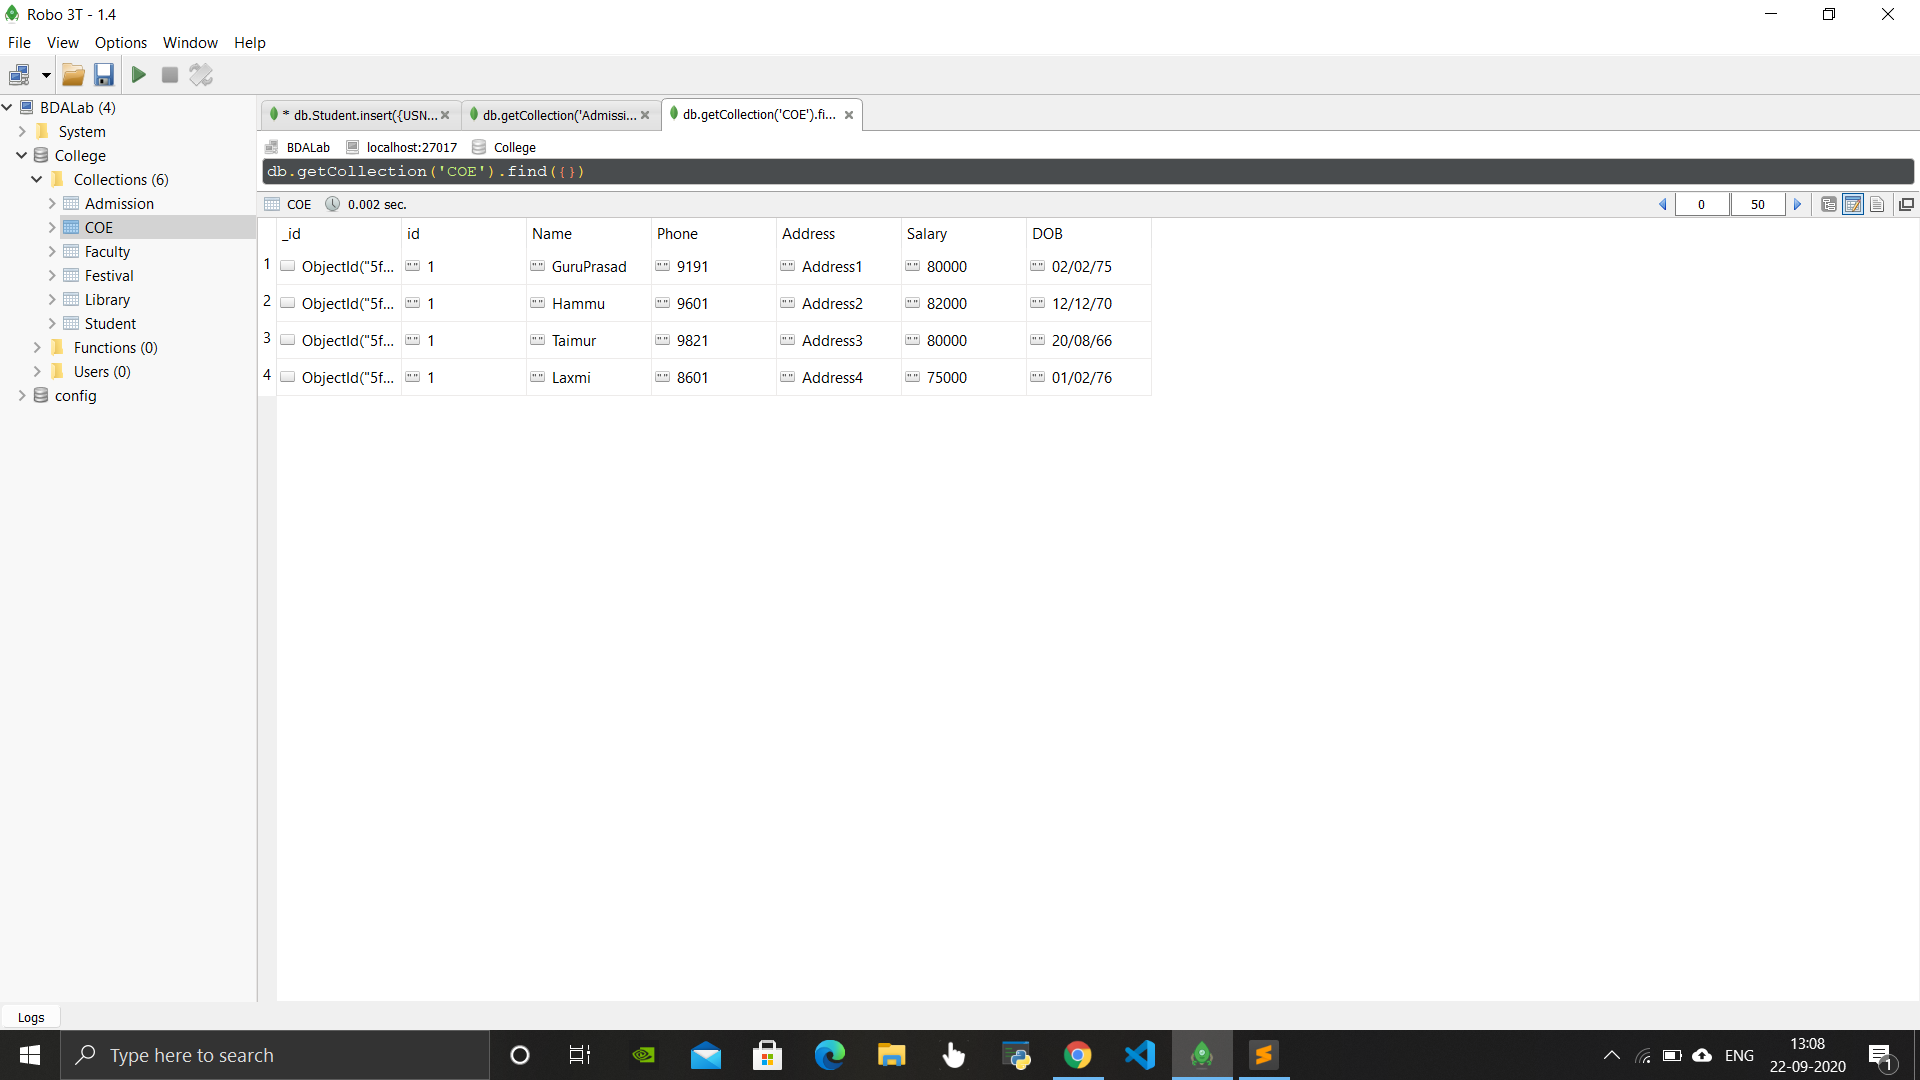 Robo 3T - 1.4
File View Options Window Help
BDALab (4)
System
College
Collections (6)
Admission
COE
Faculty
Festival
Library
Student
Functions (0)
Users (0)
config
* db.Student.insert({USN... db.getCollection('Admissi... db.getCollection('COE').fi...
BDALab localhost:27017 College
db.getCollection('COE').find({})
COE 0.002 sec. 0 50
_id id Name Phone Address Salary DOB
1 ObjectId("5f... "" 1 "" GuruPrasad "" 9191 "" Address1 "" 80000 "" 02/02/75
2 ObjectId("5f... "" 1 "" Hammu "" 9601 "" Address2 "" 82000 "" 12/12/70
3 ObjectId("5f... "" 1 "" Taimur "" 9821 "" Address3 "" 80000 "" 20/08/66
4 ObjectId("5f... "" 1 "" Laxmi "" 8601 "" Address4 "" 75000 "" 01/02/76
Logs
Type here to search
ENG
13:08
22-09-2020
1